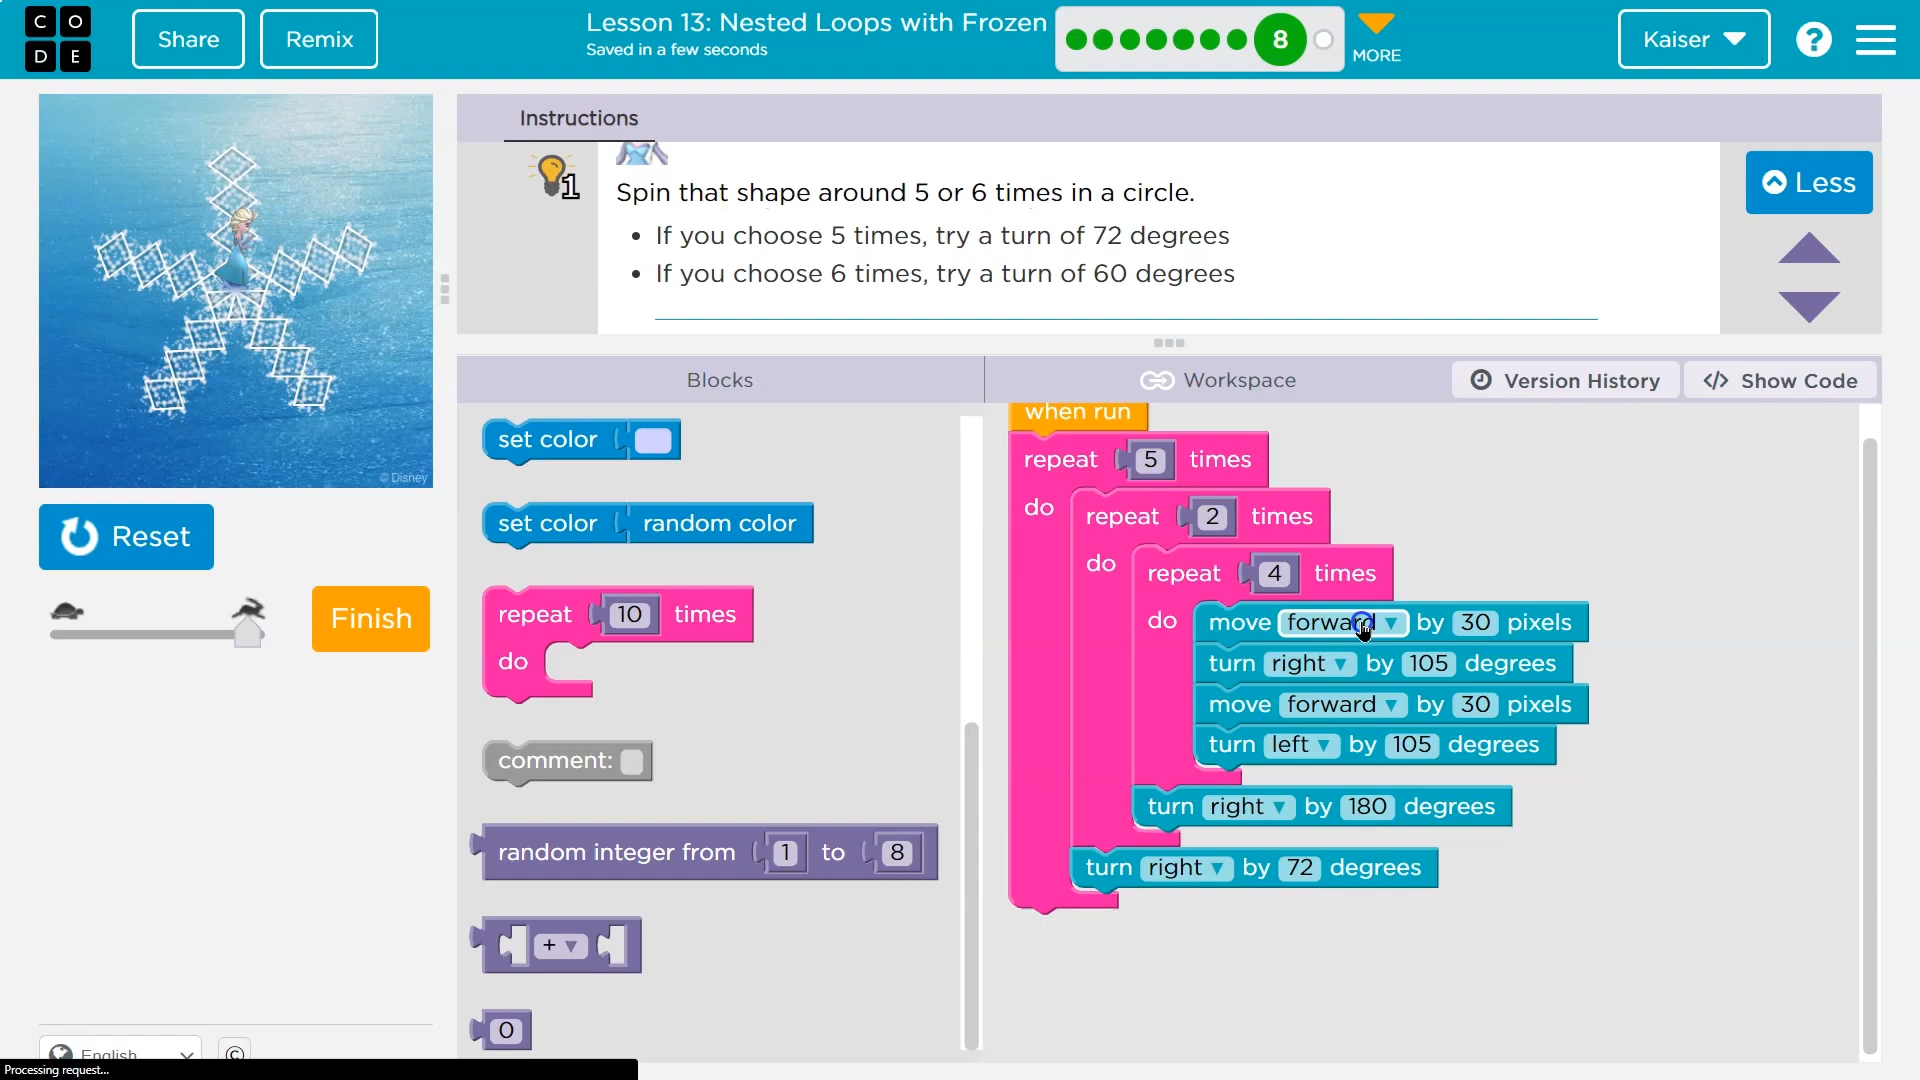 C O
D E
Share
Remix
Lesson 13: Nested Loops with Frozen
Saved in a few seconds
8
MORE
Kaiser
?
Instructions
1
Spin that shape around 5 or 6 times in a circle.
If you choose 5 times, try a turn of 72 degrees
If you choose 6 times, try a turn of 60 degrees
Less
Blocks
Workspace
Version History
</> Show Code
© Disney
Reset
Finish
set color
set color random color
repeat 10 times
do
comment:
random integer from 1 to 8
+
0
when run
repeat 5 times
do
repeat 2 times
do
repeat 4 times
do
move forward by 30 pixels
turn right by 105 degrees
move forward by 30 pixels
turn left by 105 degrees
turn right by 180 degrees
turn right by 72 degrees
English
©
Processing request...